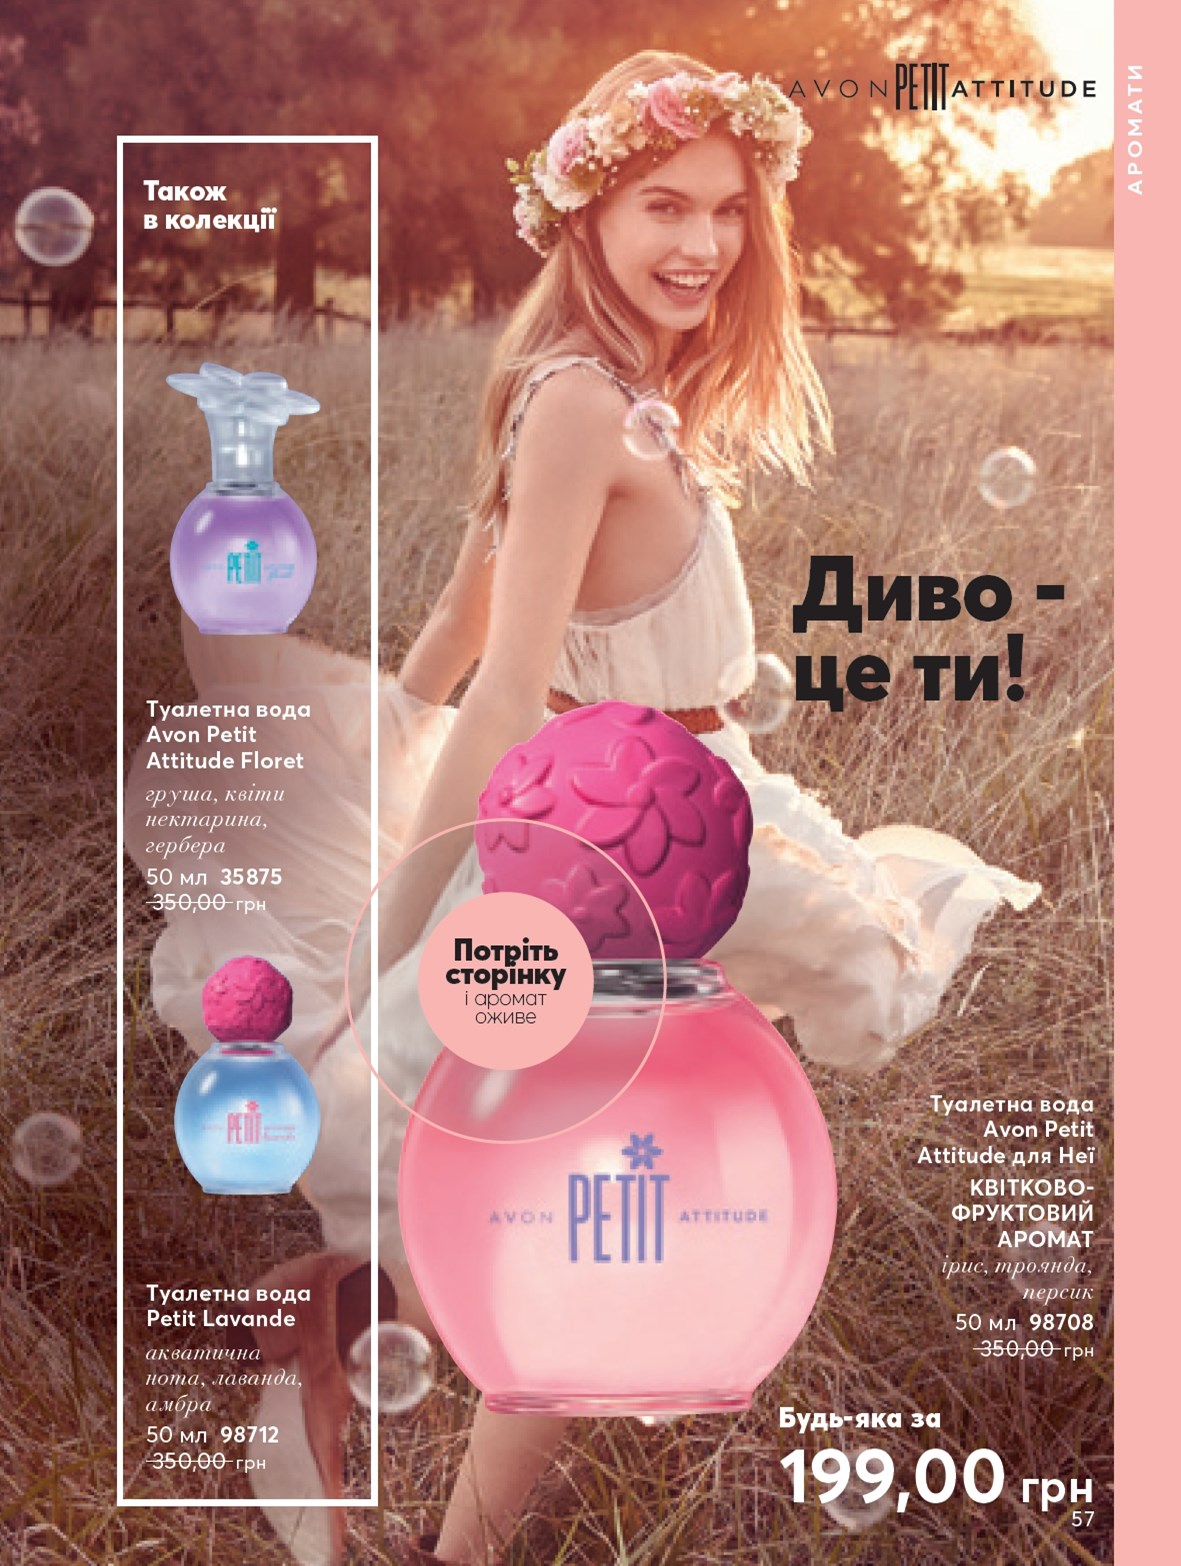 AVON PETIT ATTITUDE
АРОМАТИ
Також
в колекції
PETIT
Туалетна вода
Avon Petit
Attitude Floret
груша, квіти
нектарина,
гербера
50 мл 35875
350,00 грн
PETIT
Туалетна вода
Petit Lavande
акватична
нота, лаванда,
амбра
50 мл 98712
350,00 грн
Диво -
це ти!
Потріть
сторінку
і аромат
оживе
AVON PETIT ATTITUDE
Туалетна вода
Avon Petit
Attitude для Неї
КВІТКОВО-
ФРУКТОВИЙ
АРОМАТ
ірис, троянда,
персик
50 мл 98708
350,00 грн
Будь-яка за
199,00 грн
57